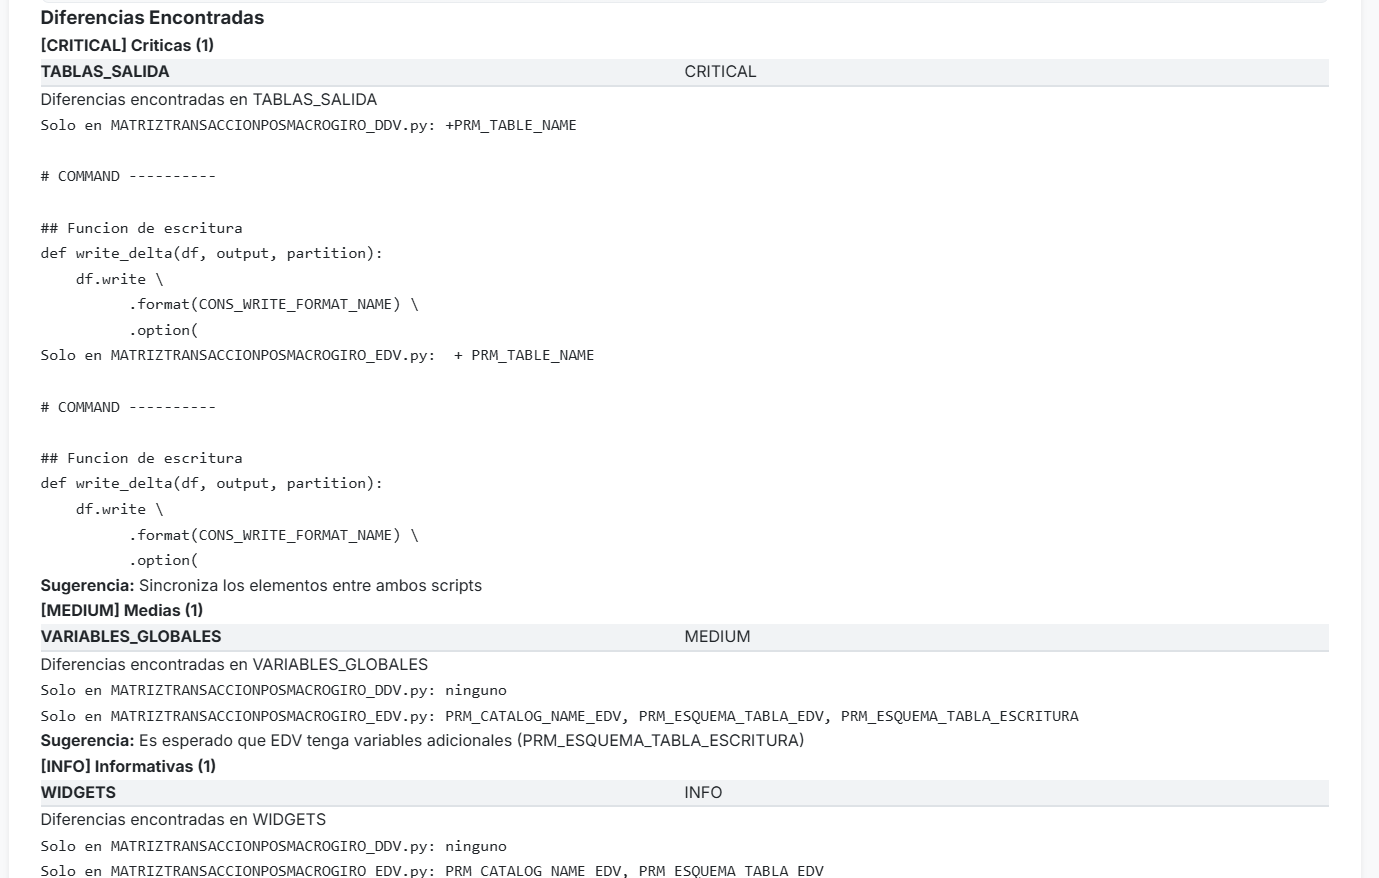 Diferencias Encontradas
[CRITICAL] Criticas (1)
TABLAS_SALIDA CRITICAL
Diferencias encontradas en TABLAS_SALIDA
Solo en MATRIZTRANSACCIONPOSMACROGIRO_DDV.py: +PRM_TABLE_NAME
# COMMAND ----------
## Funcion de escritura
def write_delta(df, output, partition):
    df.write \
          .format(CONS_WRITE_FORMAT_NAME) \
          .option(
Solo en MATRIZTRANSACCIONPOSMACROGIRO_EDV.py:  + PRM_TABLE_NAME
# COMMAND ----------
## Funcion de escritura
def write_delta(df, output, partition):
    df.write \
          .format(CONS_WRITE_FORMAT_NAME) \
          .option(
Sugerencia: Sincroniza los elementos entre ambos scripts
[MEDIUM] Medias (1)
VARIABLES_GLOBALES MEDIUM
Diferencias encontradas en VARIABLES_GLOBALES
Solo en MATRIZTRANSACCIONPOSMACROGIRO_DDV.py: ninguno
Solo en MATRIZTRANSACCIONPOSMACROGIRO_EDV.py: PRM_CATALOG_NAME_EDV, PRM_ESQUEMA_TABLA_EDV, PRM_ESQUEMA_TABLA_ESCRITURA
Sugerencia: Es esperado que EDV tenga variables adicionales (PRM_ESQUEMA_TABLA_ESCRITURA)
[INFO] Informativas (1)
WIDGETS INFO
Diferencias encontradas en WIDGETS
Solo en MATRIZTRANSACCIONPOSMACROGIRO_DDV.py: ninguno
Solo en MATRIZTRANSACCIONPOSMACROGIRO_EDV.py: PRM_CATALOG_NAME_EDV, PRM_ESQUEMA_TABLA_EDV